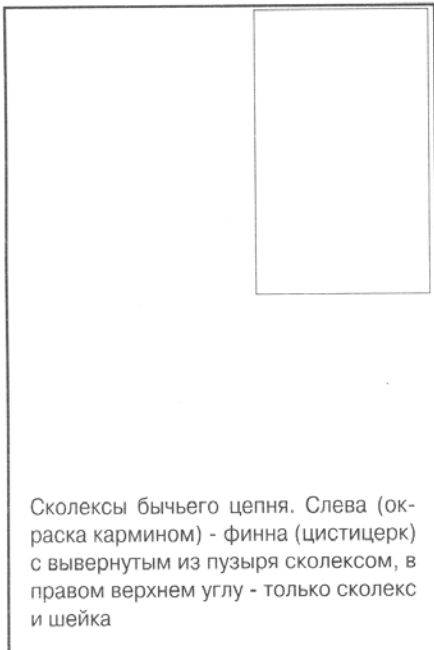 Сколексы бычьего цепня. Слева (ок-
раска кармином) - финна (цистицерк)
с вывернутым из пузыря сколексом, в
правом верхнем углу - только сколекс
и шейка